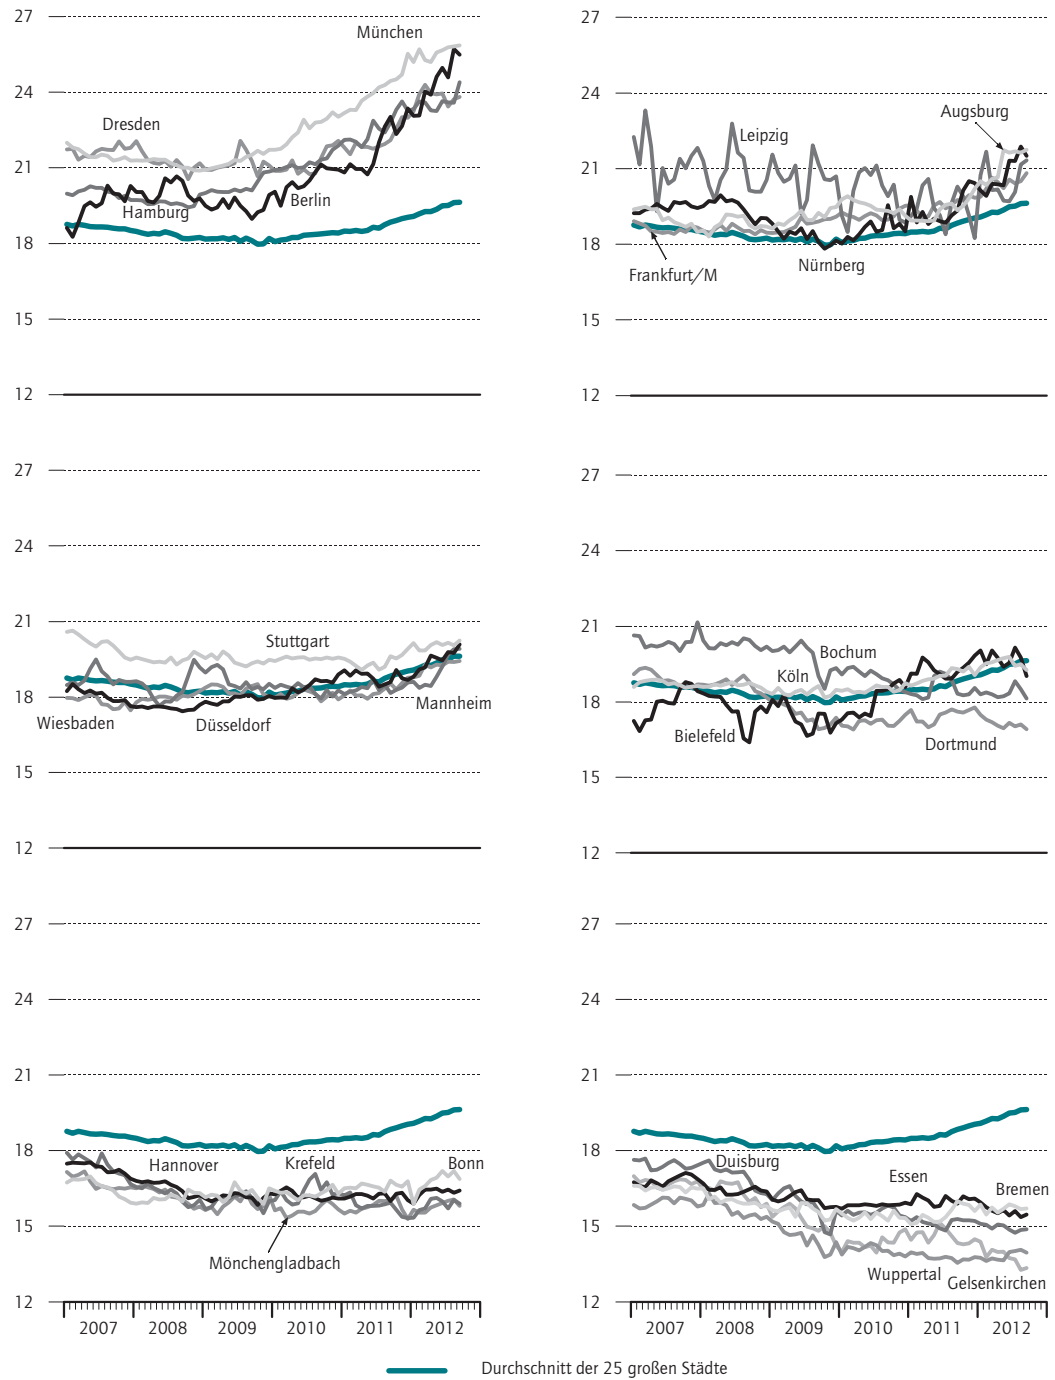 27
24
21
18
15
12
München
Dresden
Hamburg
Berlin
27
24
21
18
15
12
Augsburg
Leipzig
Frankfurt/M
Nürnberg
27
24
21
18
15
12
Stuttgart
Wiesbaden
Düsseldorf
Mannheim
27
24
21
18
15
12
Bochum
Köln
Bielefeld
Dortmund
27
24
21
18
15
12
Hannover
Krefeld
Bonn
Mönchengladbach
2007 2008 2009 2010 2011 2012
27
24
21
18
15
12
Duisburg
Essen
Bremen
Wuppertal
Gelsenkirchen
2007 2008 2009 2010 2011 2012
Durchschnitt der 25 großen Städte